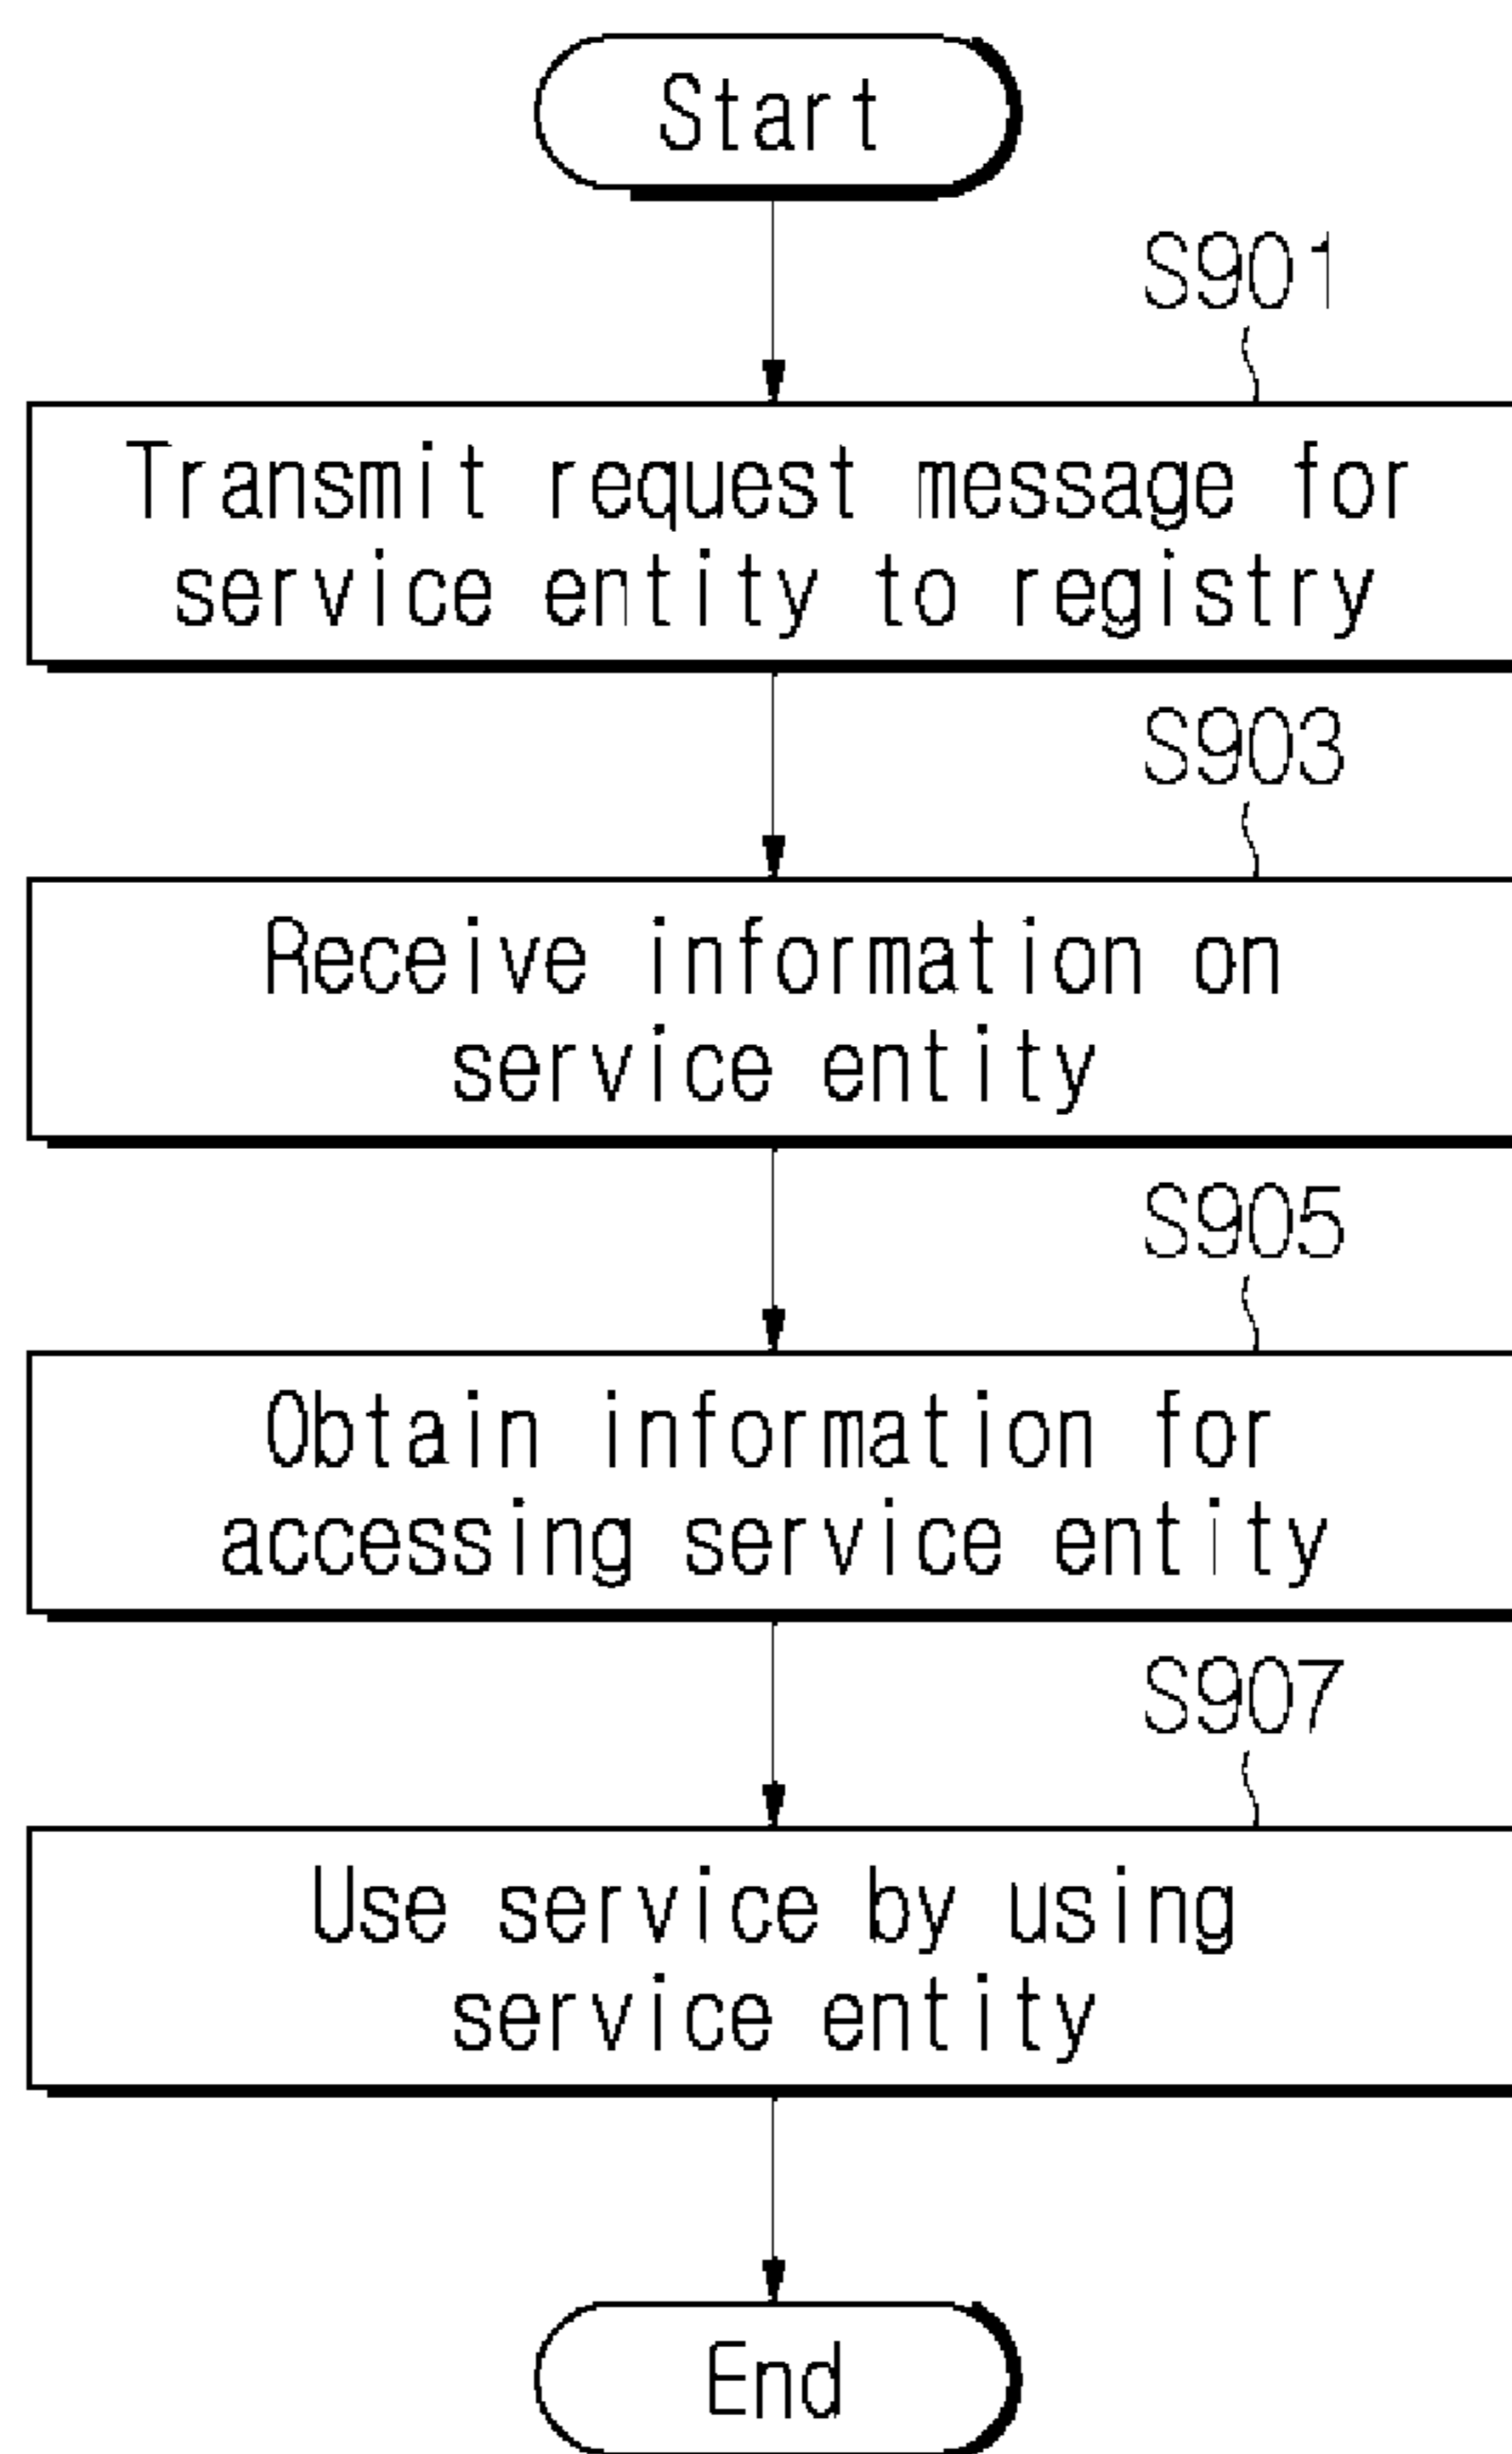 Start
S901
Transmit request message for
service entity to registry
S903
Receive information on
service entity
S905
Obtain information for
accessing service entity
S907
Use service by using
service entity
End